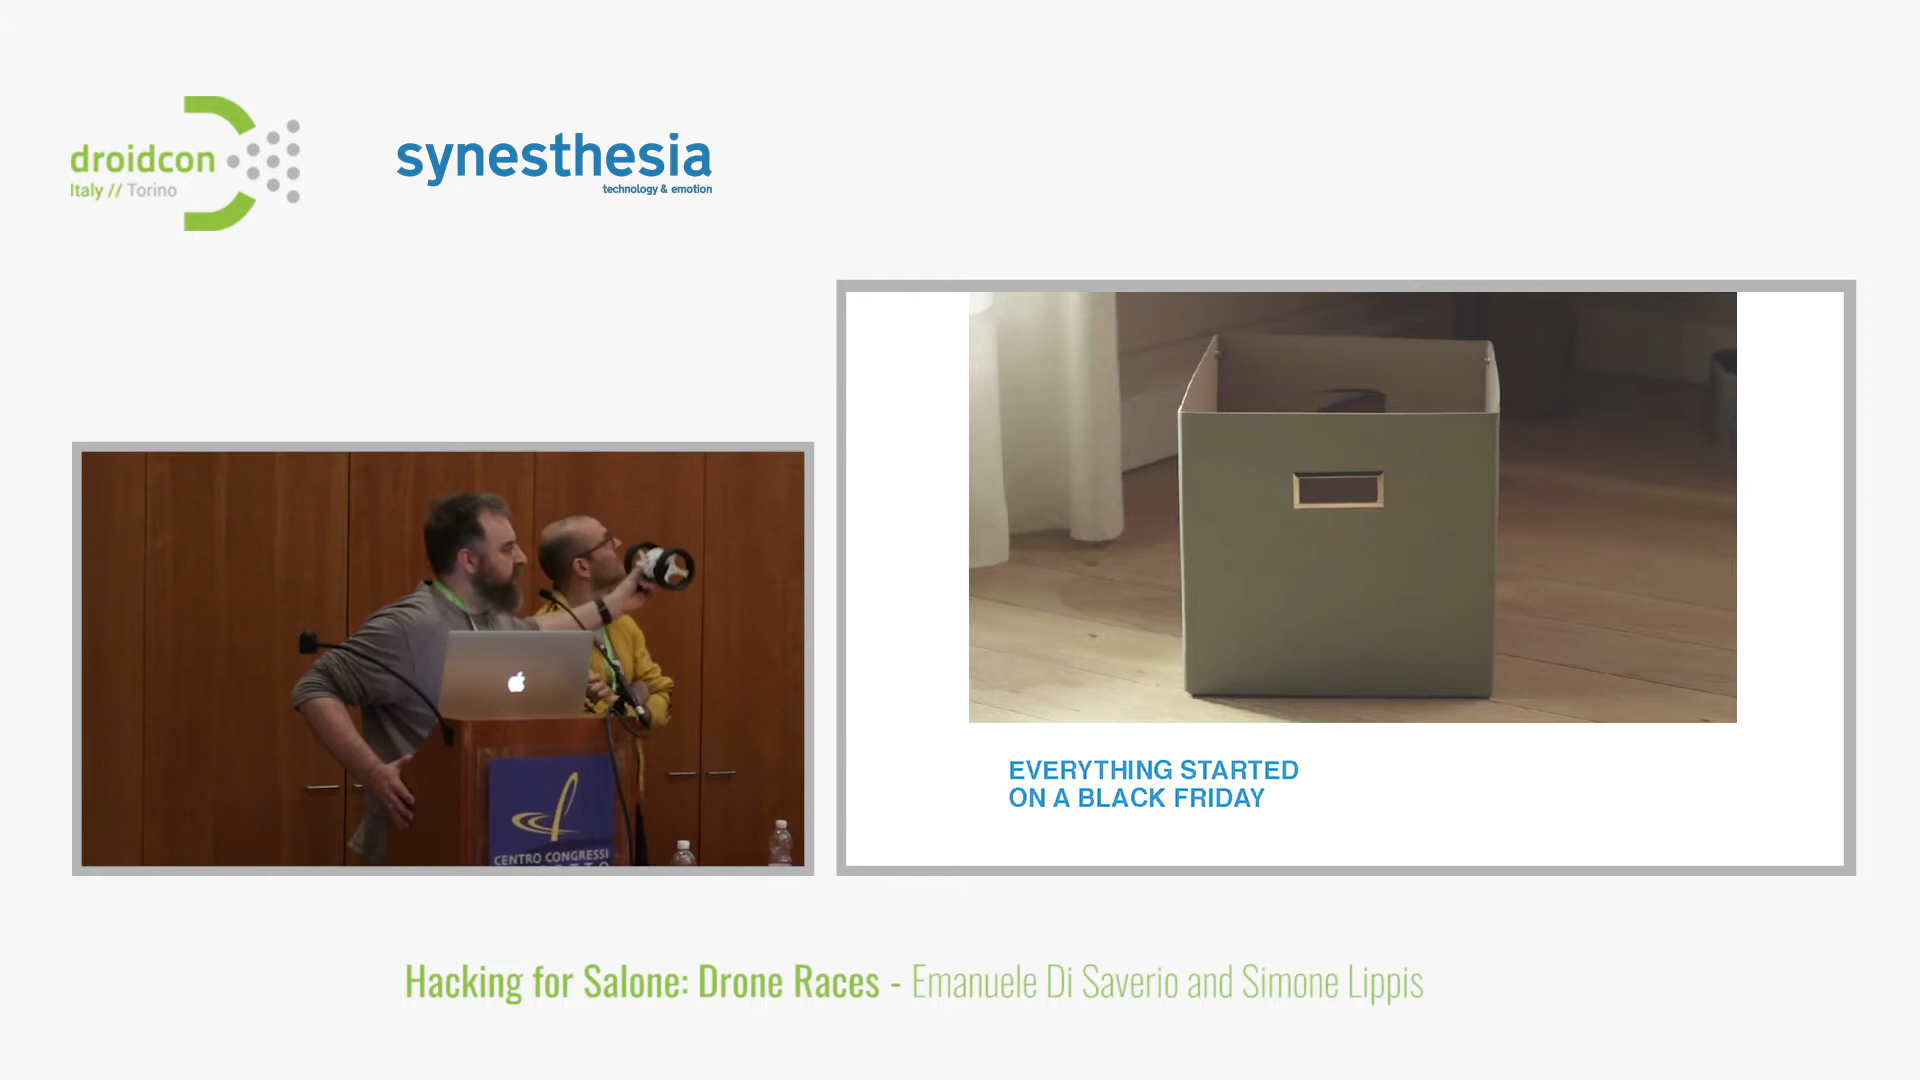 droidcon
Italy // Torino
synesthesia
technology & emotion
EVERYTHING STARTED
ON A BLACK FRIDAY
CENTRO CONGRESSI
Hacking for Salone: Drone Races - Emanuele Di Saverio and Simone Lippis